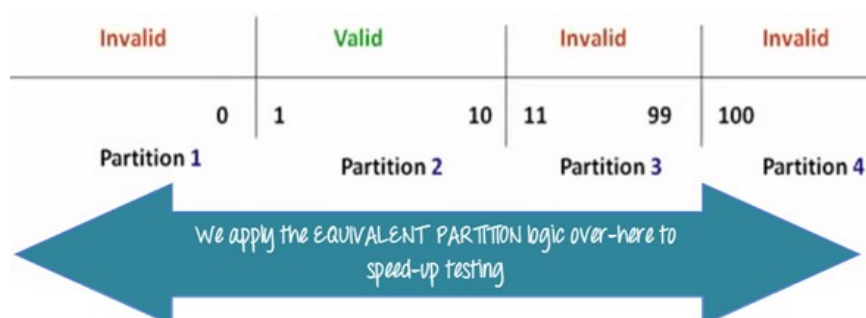 Invalid Valid Invalid Invalid
0 1 10 11 99 100
Partition 1 Partition 2 Partition 3 Partition 4
We apply the EQUIVALENT PARTITION logic over-here to
speed-up testing